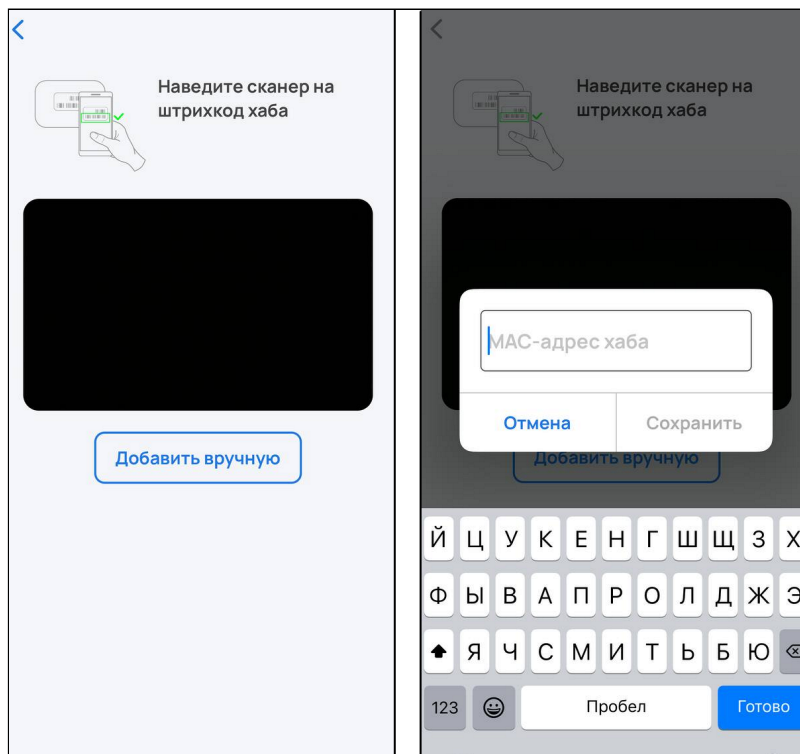 Наведите сканер на
штрихкод хаба
Добавить вручную
Наведите сканер на
штрихкод хаба
MAC-адрес хаба
Отмена
Сохранить
Добавить вручную
Й Ц У К Е Н Г Ш Щ З Х
Ф Ы В А П Р О Л Д Ж Э
Я Ч С М И Т Ь Б Ю
123
Пробел
Готово